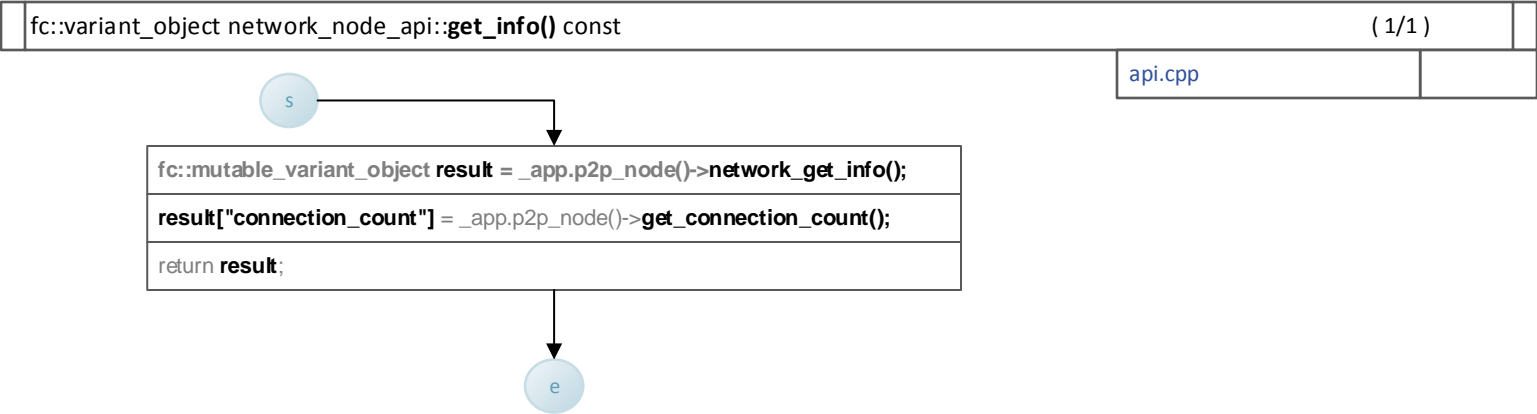 fc::variant_object network_node_api::get_info() const ( 1/1 )
api.cpp
s
fc::mutable_variant_object result = _app.p2p_node()->network_get_info();
result["connection_count"] = _app.p2p_node()->get_connection_count();
return result;
e